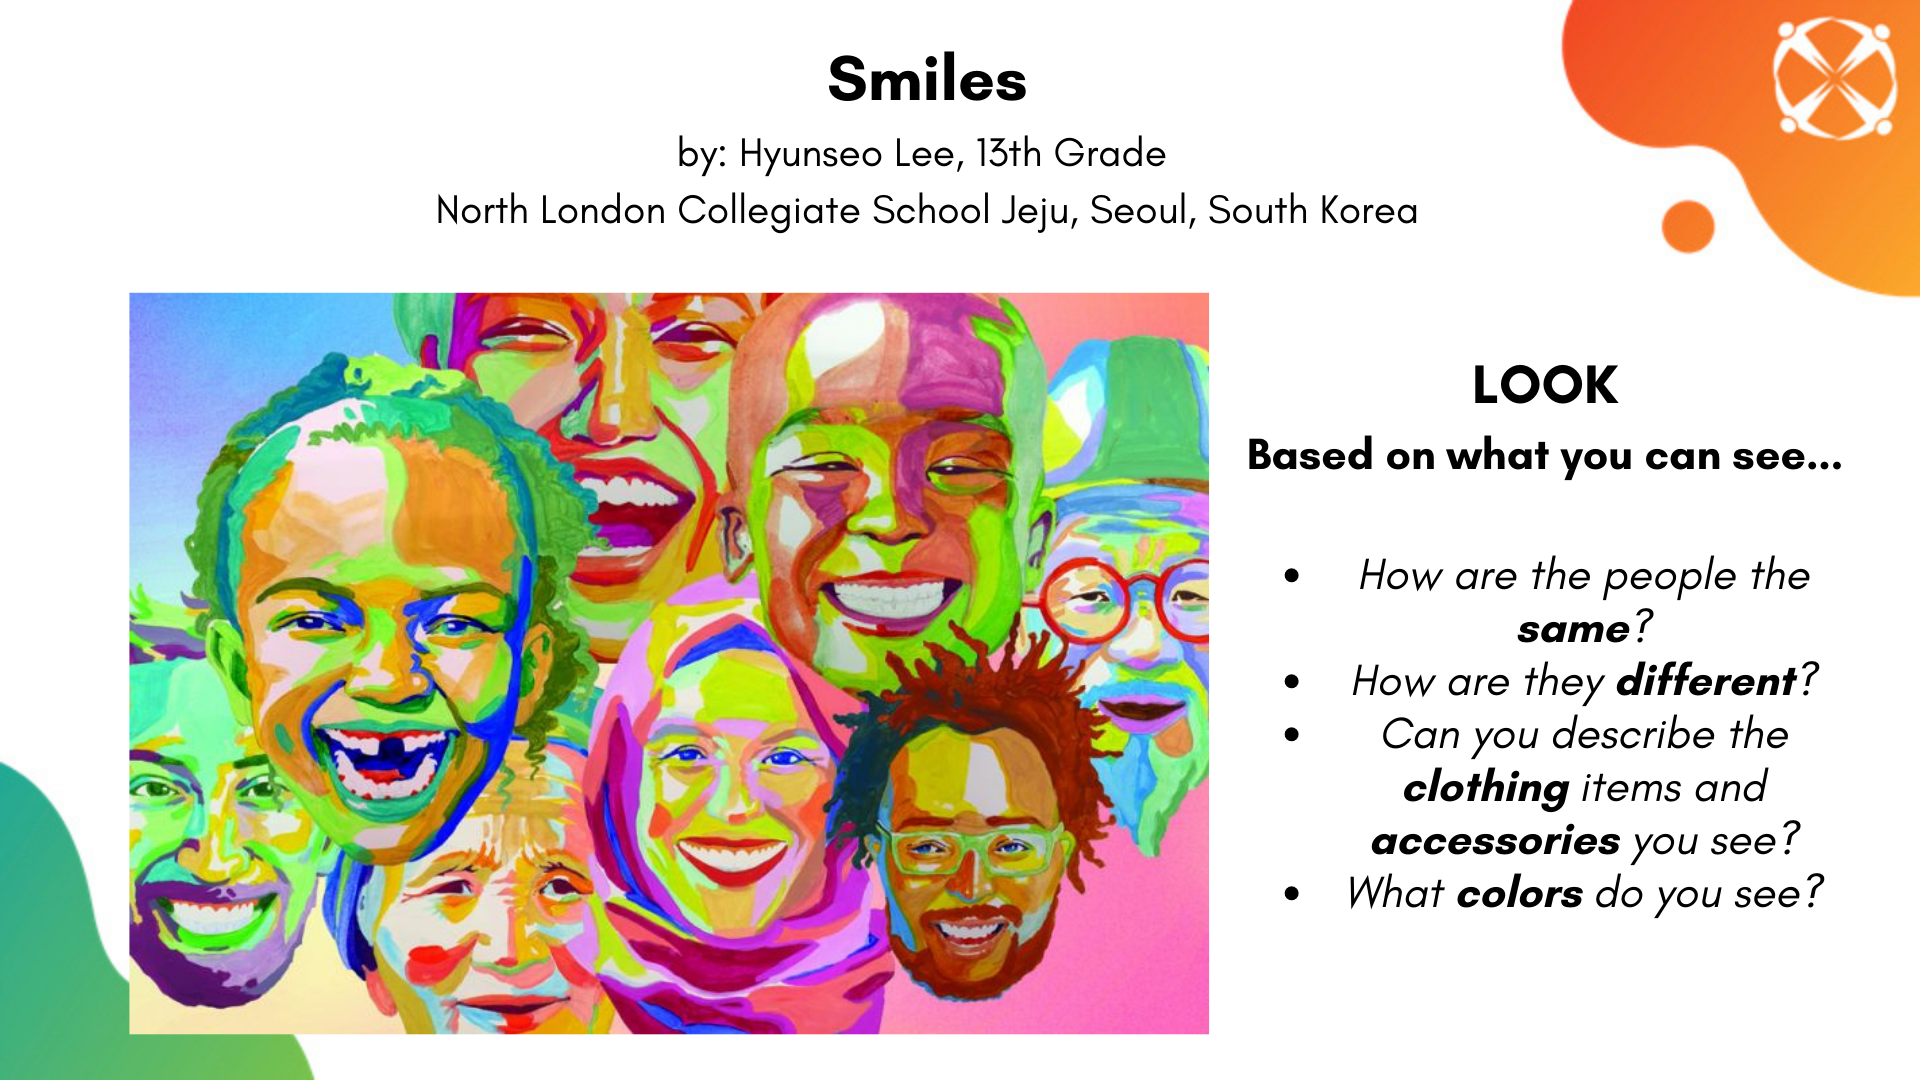 Smiles
by: Hyunseo Lee, 13th Grade
North London Collegiate School Jeju, Seoul, South Korea
LOOK
Based on what you can see...
• How are the people the
same?
• How are they different?
• Can you describe the
clothing items and
accessories you see?
• What colors do you see?